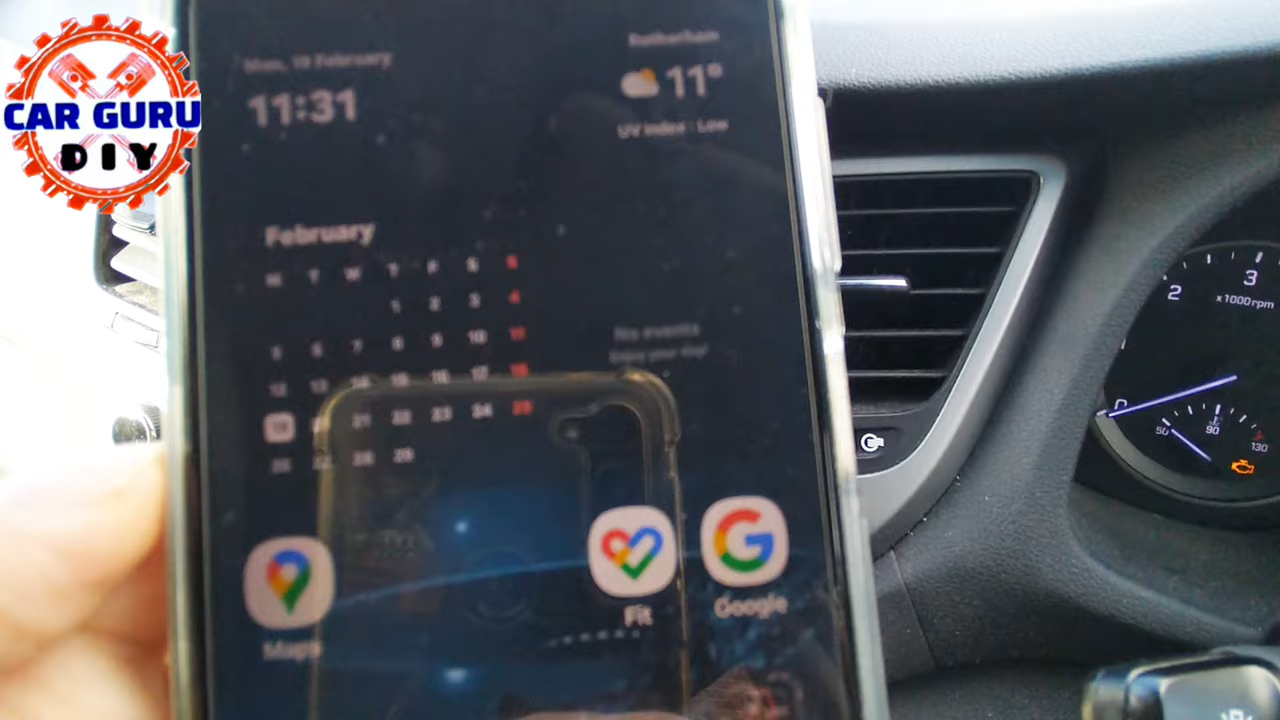 CAR GURU
DIY
Mon, 19 February
11:31
Rotherham
11°
UV index : Low
February
M T W T F S S
1 2 3 4
5 6 7 8 9 10 11
12 13 14 15 16 17 18
19 21 22 23 24 25
26 27 28 29
No events
Enjoy your day!
Maps
Fit
Google
2
3
x1000rpm
0
50
90
130